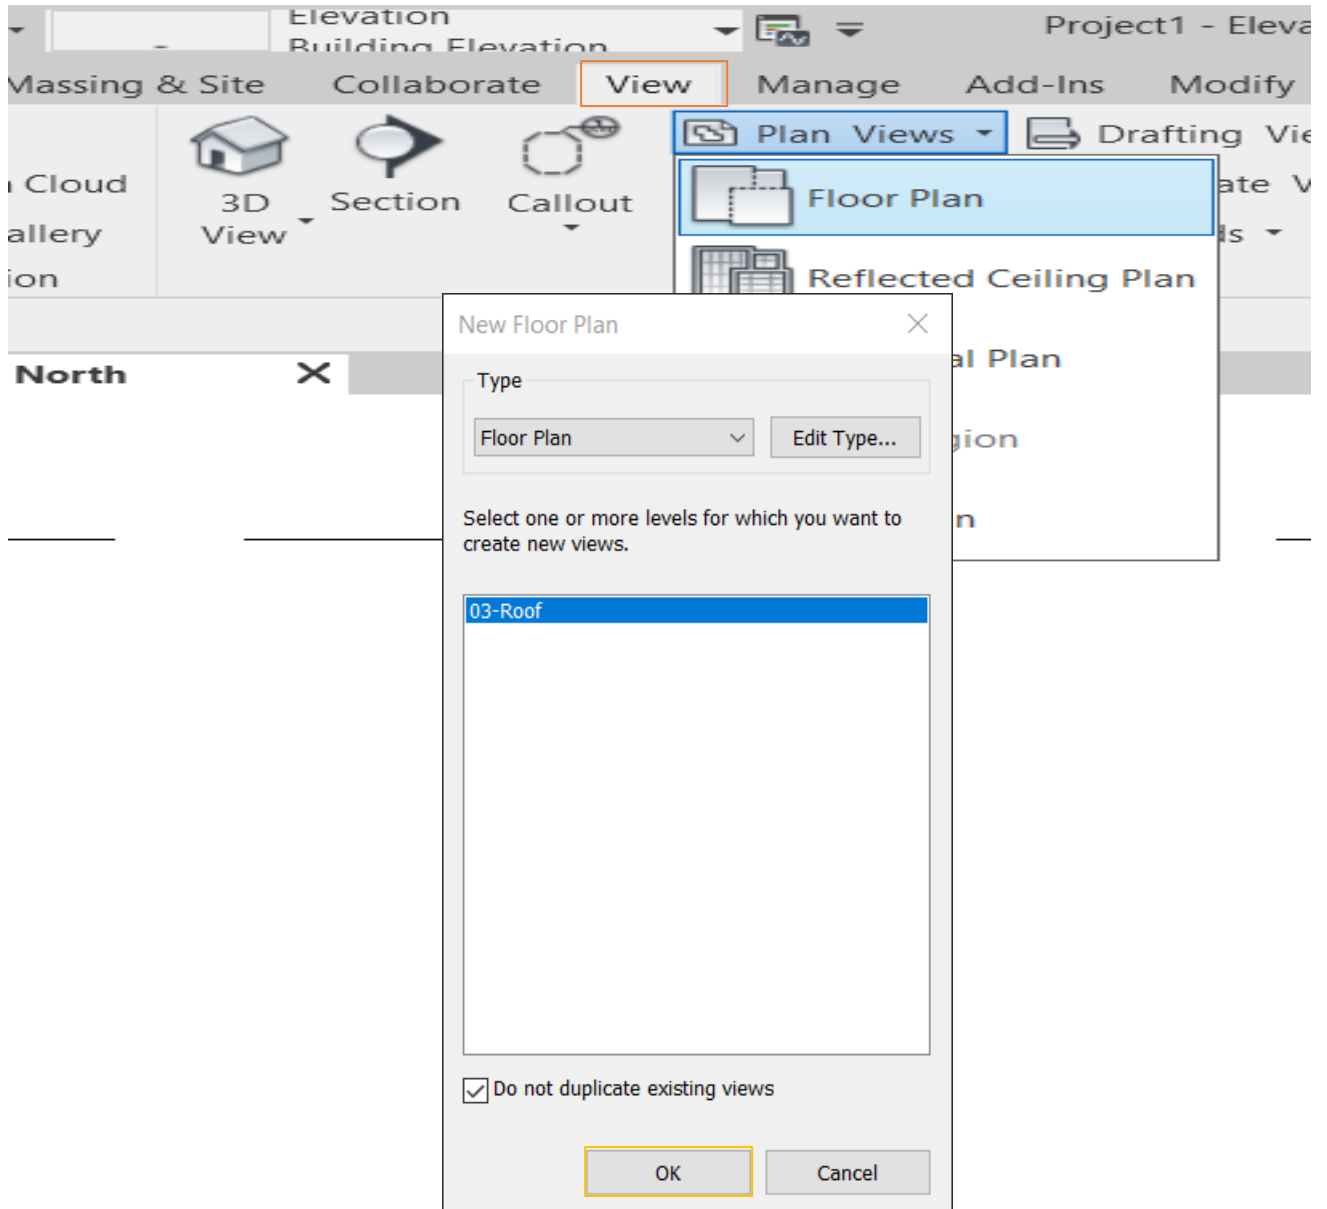 Elevation
Building Elevation
Project1 - Eleva
Massing & Site Collaborate View Manage Add-Ins Modify
Plan Views Drafting Vie
Cloud
3D View
Section
Callout
Floor Plan
ate V
allery
ls
ion
Reflected Ceiling Plan
New Floor Plan
al Plan
North
Type
Floor Plan
Edit Type...
gion
Select one or more levels for which you want to
create new views.
n
03-Roof
Do not duplicate existing views
OK
Cancel